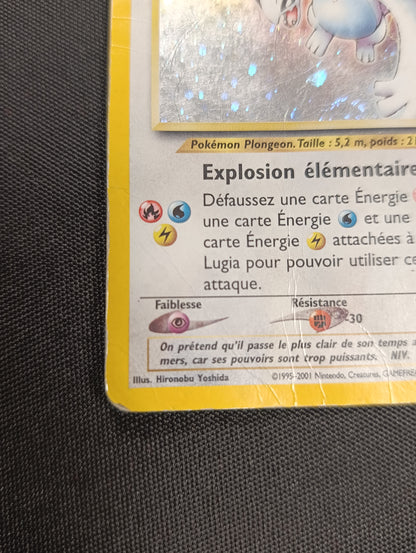 Pokémon Plongeon. Taille : 5,2 m, poids :
Explosion élémentaire
Défaussez une carte Énergie
une carte Énergie et une
carte Énergie attachées à
Lugia pour pouvoir utiliser
attaque.
Faiblesse Résistance
-30
On prétend qu'il passe le plus clair de son temps
mers, car ses pouvoirs sont trop puissants. NIV.
Illus. Hironobu Yoshida ©1995-2001 Nintendo, Creatures, GAMEFREA